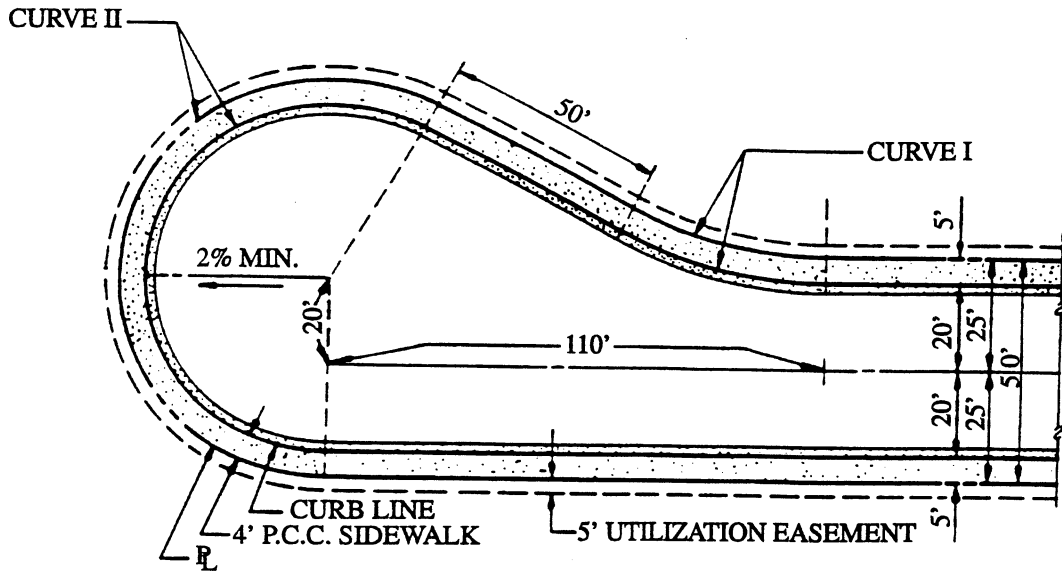 CURVE II
50'
CURVE I
5'
2% MIN.
20'
110'
20'
25'
50'
20'
25'
CURB LINE
4' P.C.C. SIDEWALK
PL
5' UTILIZATION EASEMENT
5'